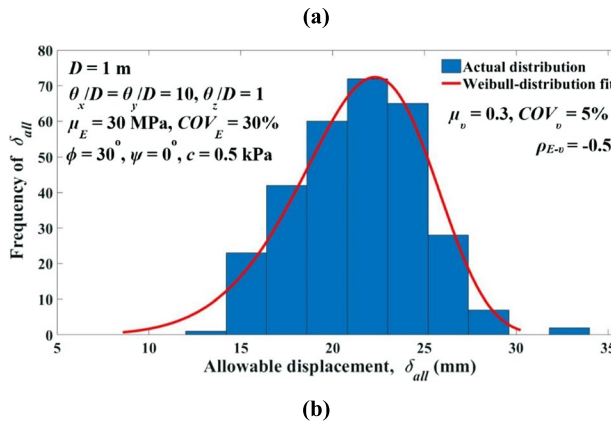 (a)
80
70
60
50
40
30
20
10
0
Frequency of δall
D = 1 m
θx/D = θy/D = 10, θz/D = 1
μE = 30 MPa, COVE = 30%
ϕ = 30°, ψ = 0°, c = 0.5 kPa
Actual distribution
Weibull-distribution fit
μυ = 0.3, COVυ = 5%
ρE-υ = -0.5
5 10 15 20 25 30 35
Allowable displacement, δall (mm)
(b)